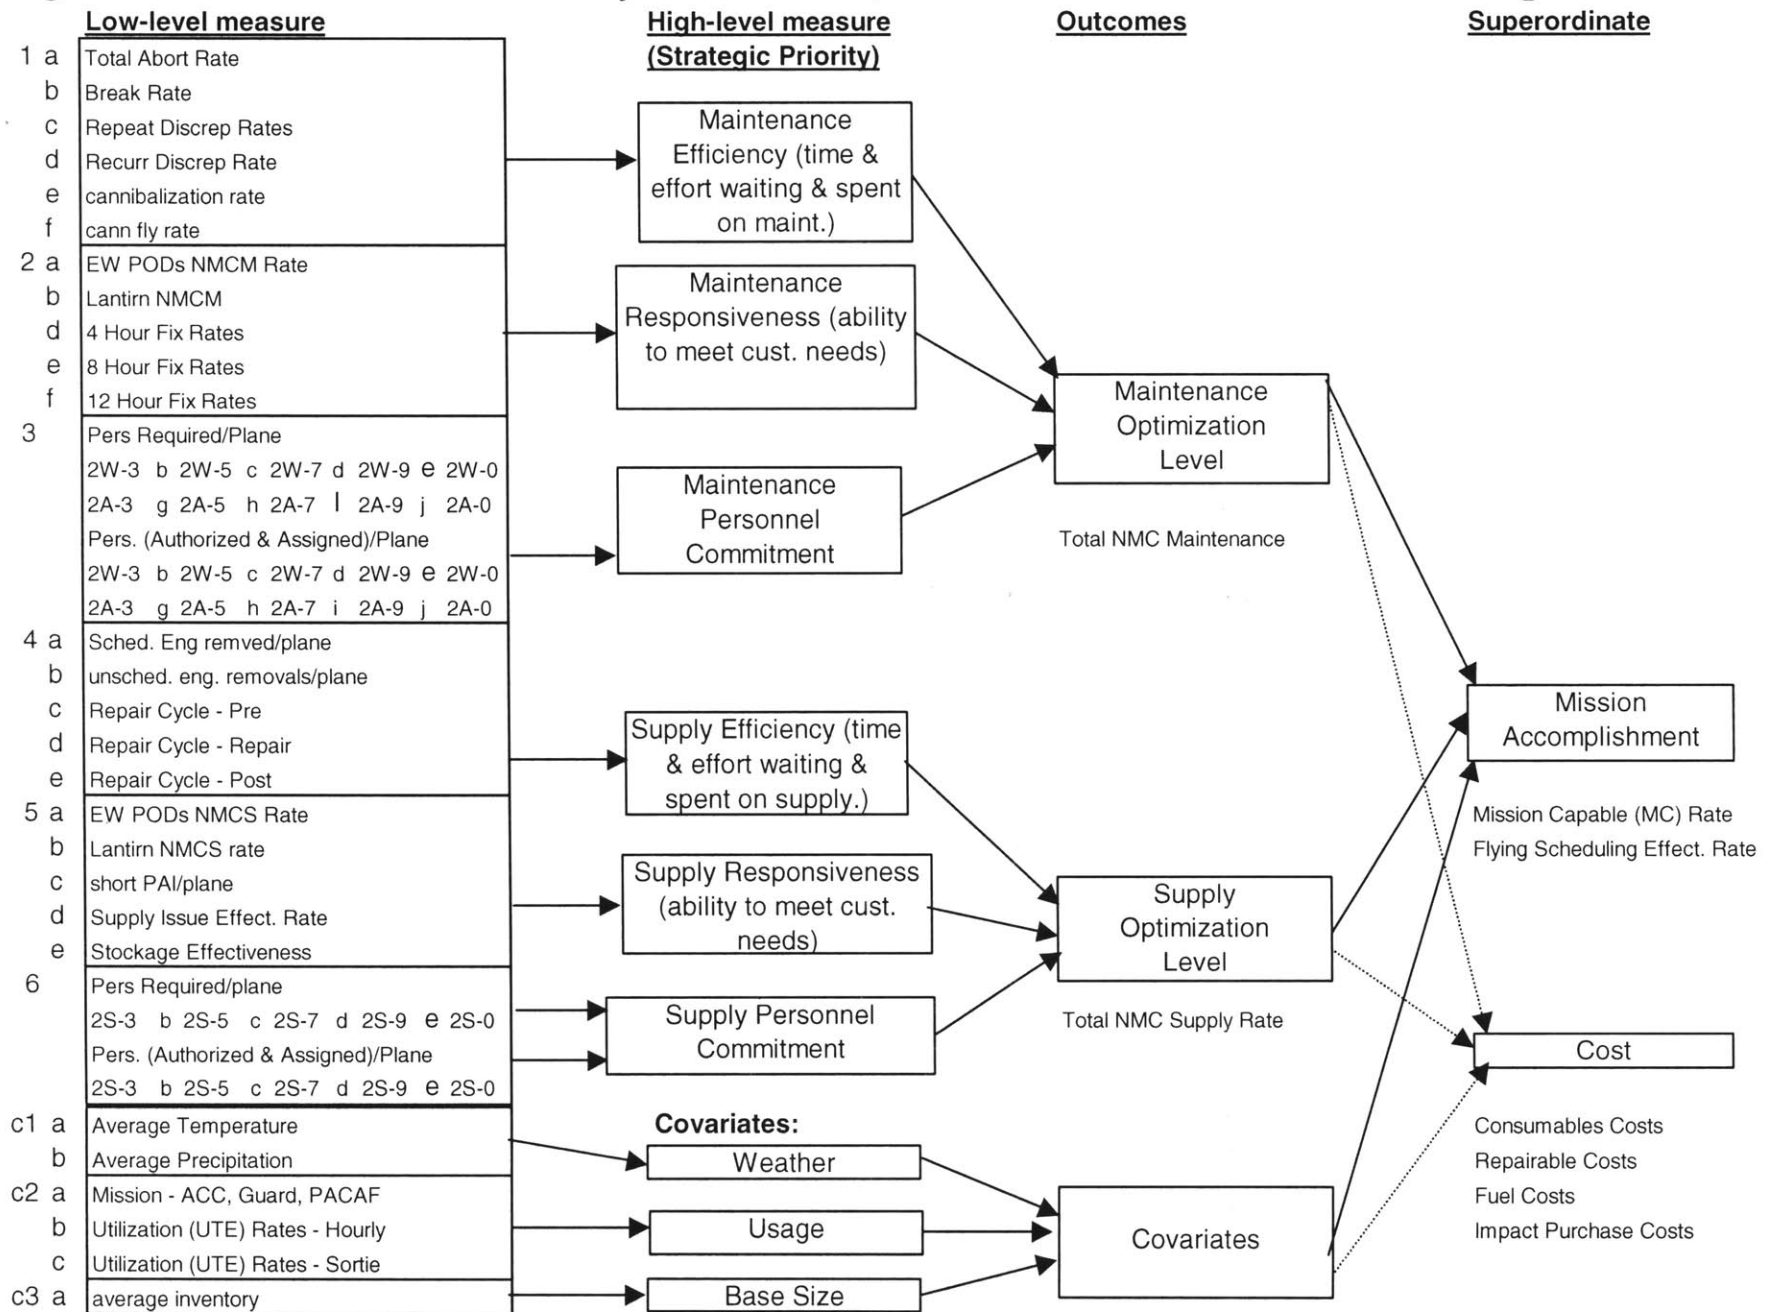 Low-level measure
High-level measure
(Strategic Priority)
Outcomes
Superordinate
1 a Total Abort Rate
b Break Rate
c Repeat Discrep Rates
d Recurr Discrep Rate
e cannibalization rate
f cann fly rate
2 a EW PODs NMCM Rate
b Lantirn NMCM
d 4 Hour Fix Rates
e 8 Hour Fix Rates
f 12 Hour Fix Rates
3 Pers Required/Plane
2W-3 b 2W-5 c 2W-7 d 2W-9 e 2W-0
2A-3 g 2A-5 h 2A-7 l 2A-9 j 2A-0
Pers. (Authorized & Assigned)/Plane
2W-3 b 2W-5 c 2W-7 d 2W-9 e 2W-0
2A-3 g 2A-5 h 2A-7 i 2A-9 j 2A-0
4 a Sched. Eng remved/plane
b unsched. eng. removals/plane
c Repair Cycle - Pre
d Repair Cycle - Repair
e Repair Cycle - Post
5 a EW PODs NMCS Rate
b Lantirn NMCS rate
c short PAI/plane
d Supply Issue Effect. Rate
e Stockage Effectiveness
6 Pers Required/plane
2S-3 b 2S-5 c 2S-7 d 2S-9 e 2S-0
Pers. (Authorized & Assigned)/Plane
2S-3 b 2S-5 c 2S-7 d 2S-9 e 2S-0
c1 a Average Temperature
b Average Precipitation
c2 a Mission - ACC, Guard, PACAF
b Utilization (UTE) Rates - Hourly
c Utilization (UTE) Rates - Sortie
c3 a average inventory
Maintenance
Efficiency (time &
effort waiting & spent
on maint.)
Maintenance
Responsiveness (ability
to meet cust. needs)
Maintenance
Personnel
Commitment
Supply Efficiency (time
& effort waiting &
spent on supply.)
Supply Responsiveness
(ability to meet cust.
needs)
Supply Personnel
Commitment
Covariates:
Weather
Usage
Base Size
Maintenance
Optimization
Level
Total NMC Maintenance
Supply
Optimization
Level
Total NMC Supply Rate
Covariates
Mission
Accomplishment
Mission Capable (MC) Rate
Flying Scheduling Effect. Rate
Cost
Consumables Costs
Repairable Costs
Fuel Costs
Impact Purchase Costs